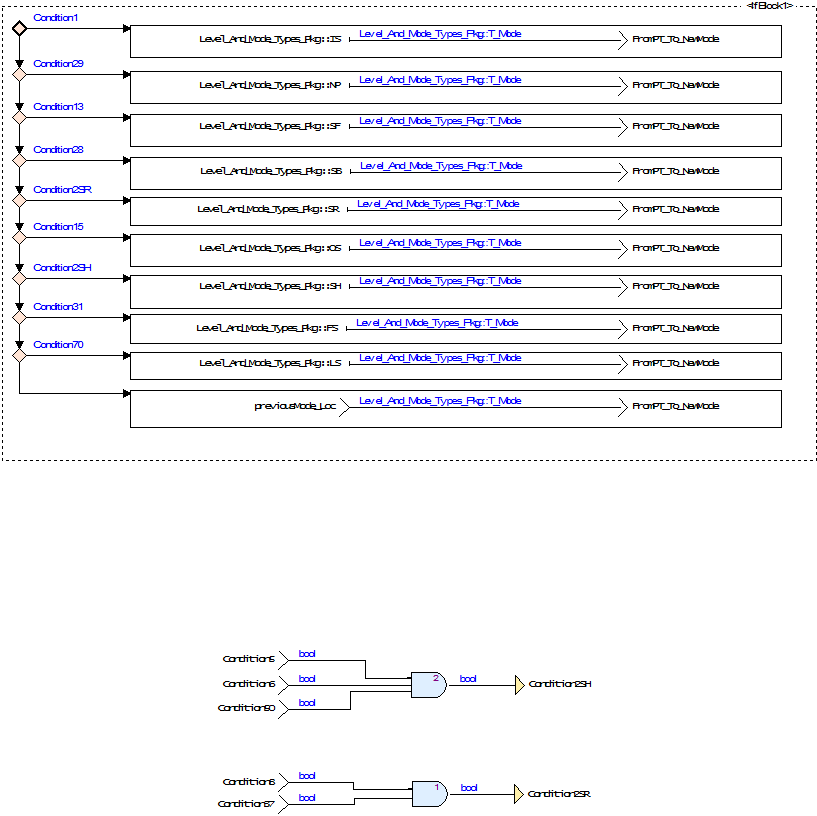 <IfBlock1>
Condition1
Level_And_Mode_Types_Pkg::IS Level_And_Mode_Types_Pkg::T_Mode FromPT_To_NewMode
Condition29
Level_And_Mode_Types_Pkg::NP Level_And_Mode_Types_Pkg::T_Mode FromPT_To_NewMode
Condition13
Level_And_Mode_Types_Pkg::SF Level_And_Mode_Types_Pkg::T_Mode FromPT_To_NewMode
Condition28
Level_And_Mode_Types_Pkg::SB Level_And_Mode_Types_Pkg::T_Mode FromPT_To_NewMode
Condition2SR
Level_And_Mode_Types_Pkg::SR Level_And_Mode_Types_Pkg::T_Mode FromPT_To_NewMode
Condition15
Level_And_Mode_Types_Pkg::OS Level_And_Mode_Types_Pkg::T_Mode FromPT_To_NewMode
Condition2SH
Level_And_Mode_Types_Pkg::SH Level_And_Mode_Types_Pkg::T_Mode FromPT_To_NewMode
Condition31
Level_And_Mode_Types_Pkg::FS Level_And_Mode_Types_Pkg::T_Mode FromPT_To_NewMode
Condition70
Level_And_Mode_Types_Pkg::LS Level_And_Mode_Types_Pkg::T_Mode FromPT_To_NewMode
previousMode_Loc Level_And_Mode_Types_Pkg::T_Mode FromPT_To_NewMode
Condition5 bool
Condition6 bool 2 bool Condition2SH
Condition50 bool
bool
1 bool Condition2SR
Condition37 bool